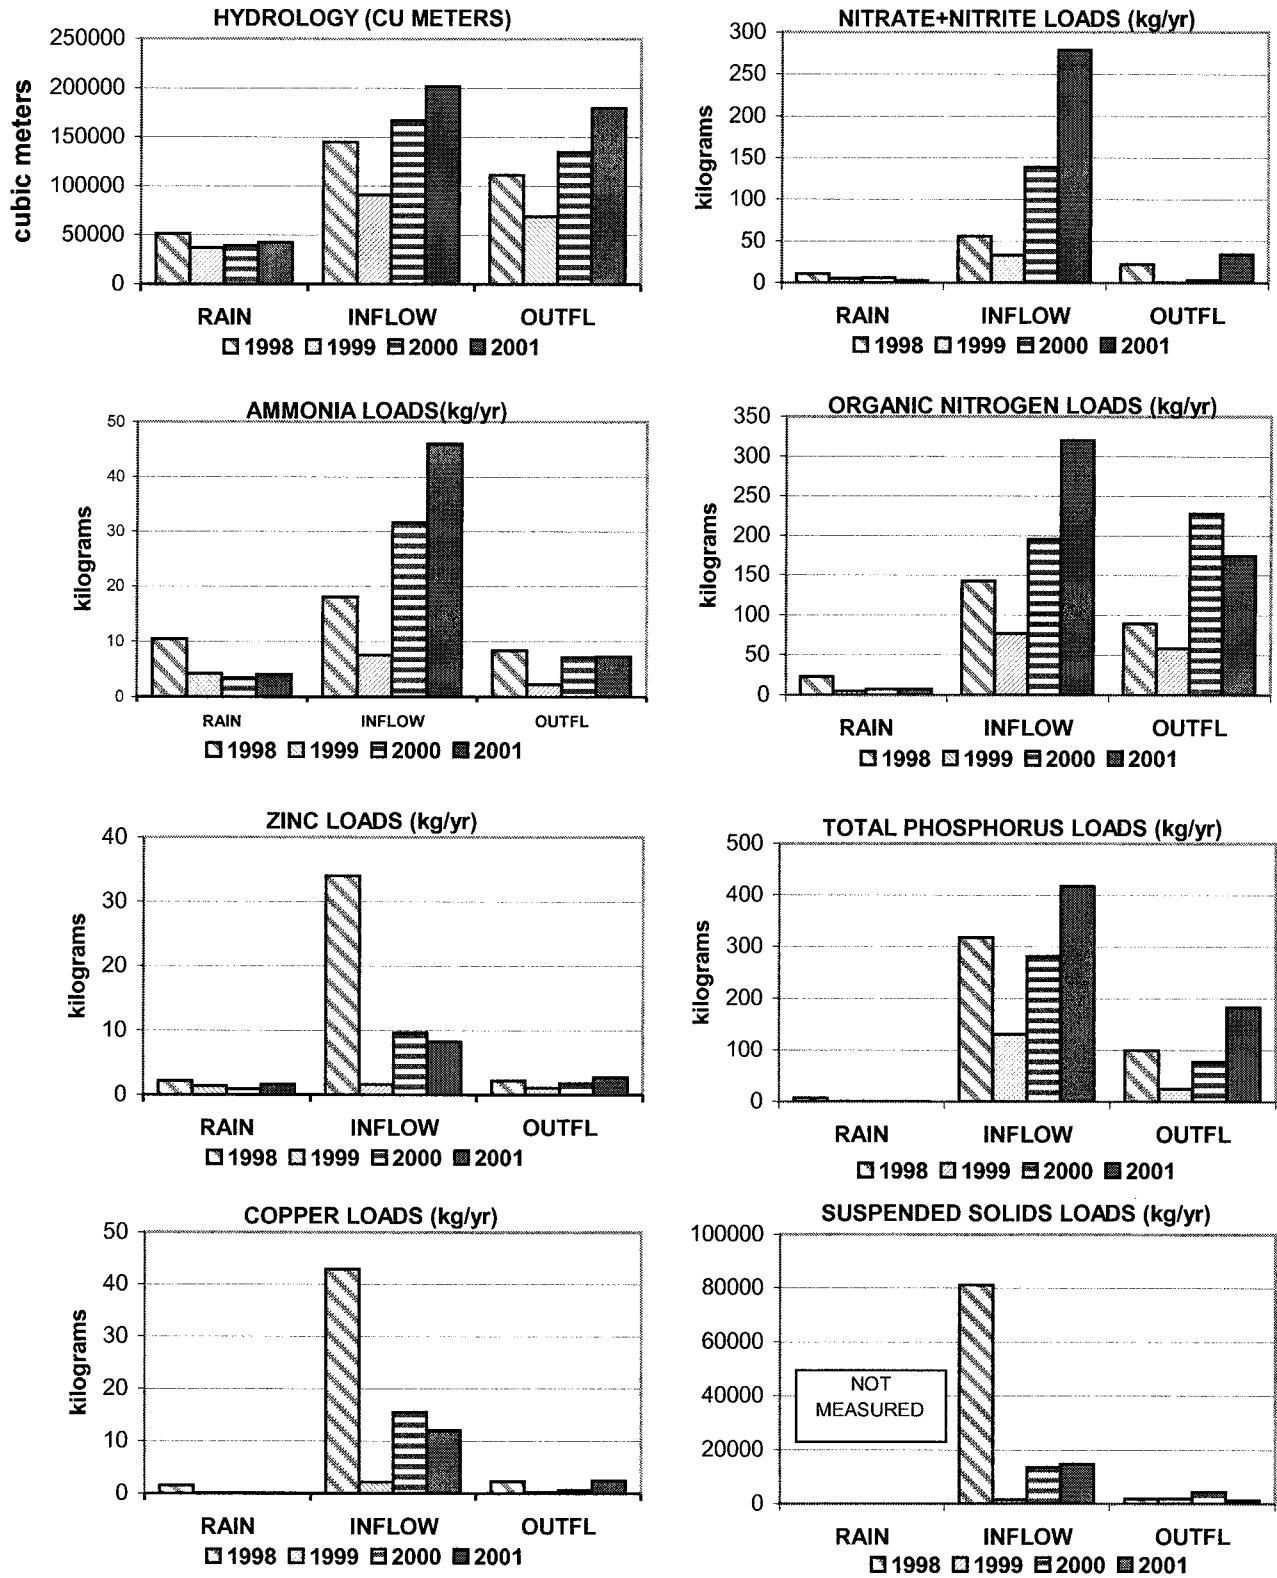 HYDROLOGY (CU METERS)
250000
200000
150000
100000
50000
0
cubic meters
RAIN INFLOW OUTFL
1998 1999 2000 2001
NITRATE+NITRITE LOADS (kg/yr)
300
250
200
150
100
50
0
kilograms
RAIN INFLOW OUTFL
1998 1999 2000 2001
AMMONIA LOADS(kg/yr)
50
40
30
20
10
0
kilograms
RAIN INFLOW OUTFL
1998 1999 2000 2001
ORGANIC NITROGEN LOADS (kg/yr)
350
300
250
200
150
100
50
0
kilograms
RAIN INFLOW OUTFL
1998 1999 2000 2001
ZINC LOADS (kg/yr)
40
30
20
10
0
kilograms
RAIN INFLOW OUTFL
1998 1999 2000 2001
TOTAL PHOSPHORUS LOADS (kg/yr)
500
400
300
200
100
0
kilograms
RAIN INFLOW OUTFL
1998 1999 2000 2001
COPPER LOADS (kg/yr)
50
40
30
20
10
0
kilograms
RAIN INFLOW OUTFL
1998 1999 2000 2001
SUSPENDED SOLIDS LOADS (kg/yr)
100000
80000
60000
40000
20000
0
kilograms
NOT
MEASURED
RAIN INFLOW OUTFL
1998 1999 2000 2001